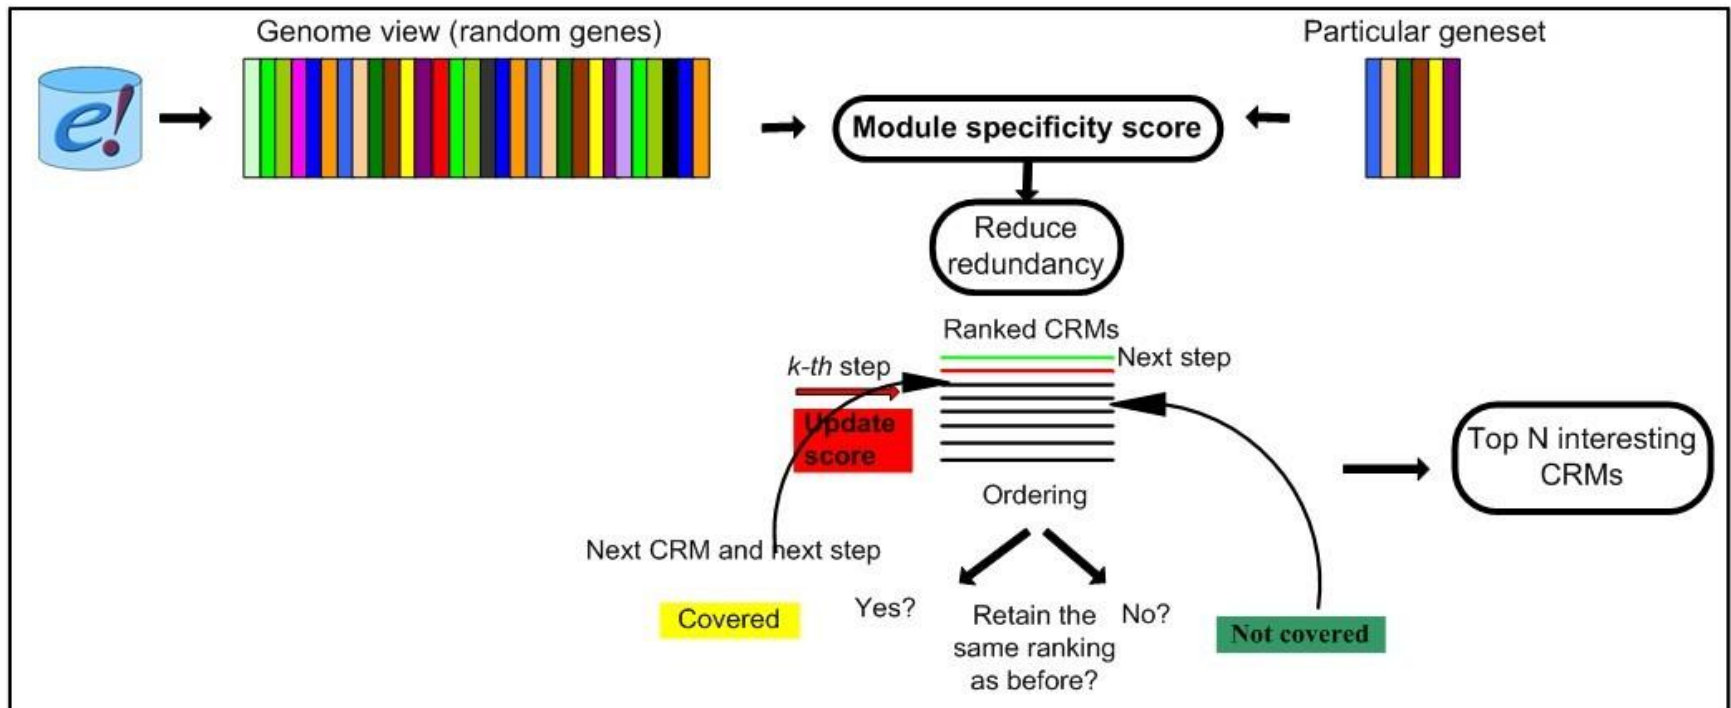 Genome view (random genes)
Particular geneset
e!
Module specificity score
Reduce
redundancy
Ranked CRMs
k-th step
Next step
Update
score
Top N interesting
CRMs
Ordering
Next CRM and next step
Covered
Yes?
Retain the
same ranking
as before?
No?
Not covered